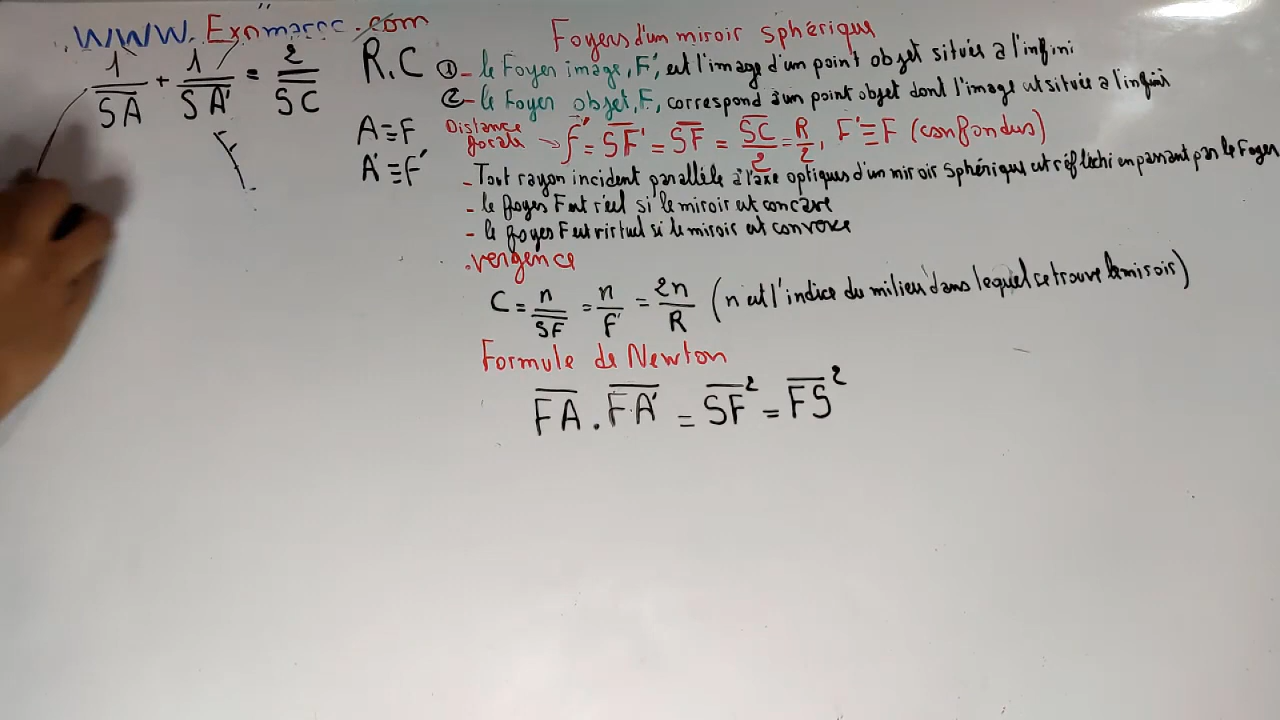 WWW.Exomaroc.com
1/SA + 1/SA' = 2/SC R.C
A≡F
A'≡F'
Foyers d'un miroir sphérique
① - le Foyer image, F', est l'image d'un point objet située a l'infini
② - le Foyer objet, F, correspond à un point objet dont l'image est située a l'infini
Distance focale → f' = SF' = SF = SC/2 = R/2, F'≡F (confondus)
- Tout rayon incident parallèle à l'axe optiques d'un miroir sphérique est réfléchi en passant par le Foyer
- le foyes F est réel si le miroir est concave
- le foyes F est virtuel si le miroir est convexe
.vergence
C = n/SF = n/f' = 2n/R (n est l'indice du milieu dans lequel se trouve le miroir)
Formule de Newton
FA . FA' = SF² = FS²